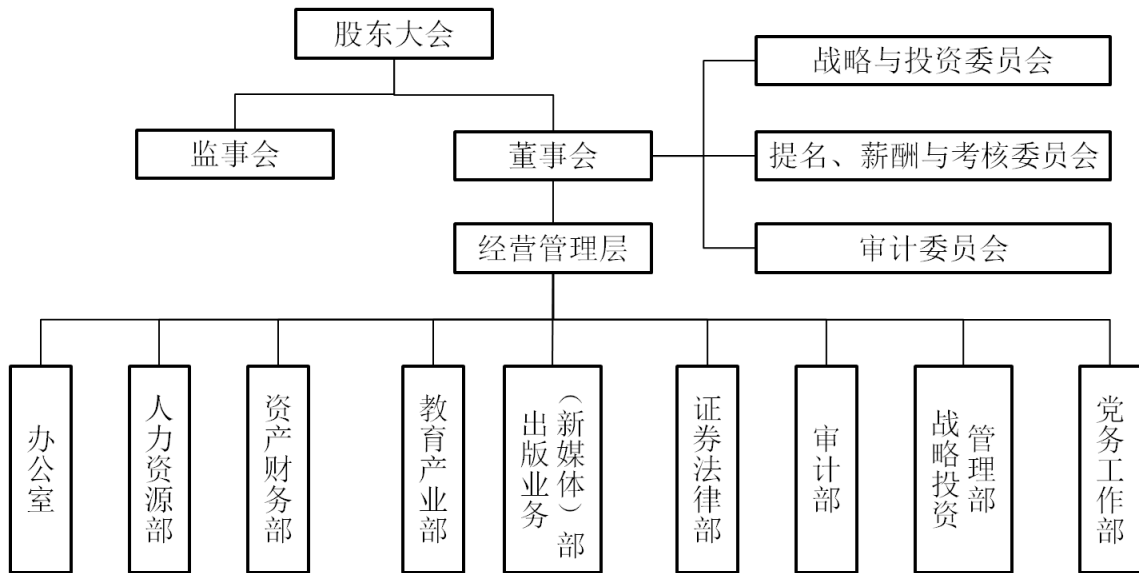 股东大会
战略与投资委员会
监事会
董事会
提名、薪酬与考核委员会
经营管理层
审计委员会
办公室
人力资源部
资产财务部
教育产业部
出版业务
（新媒体）部
证券法律部
审计部
战略投资
管理部
党务工作部